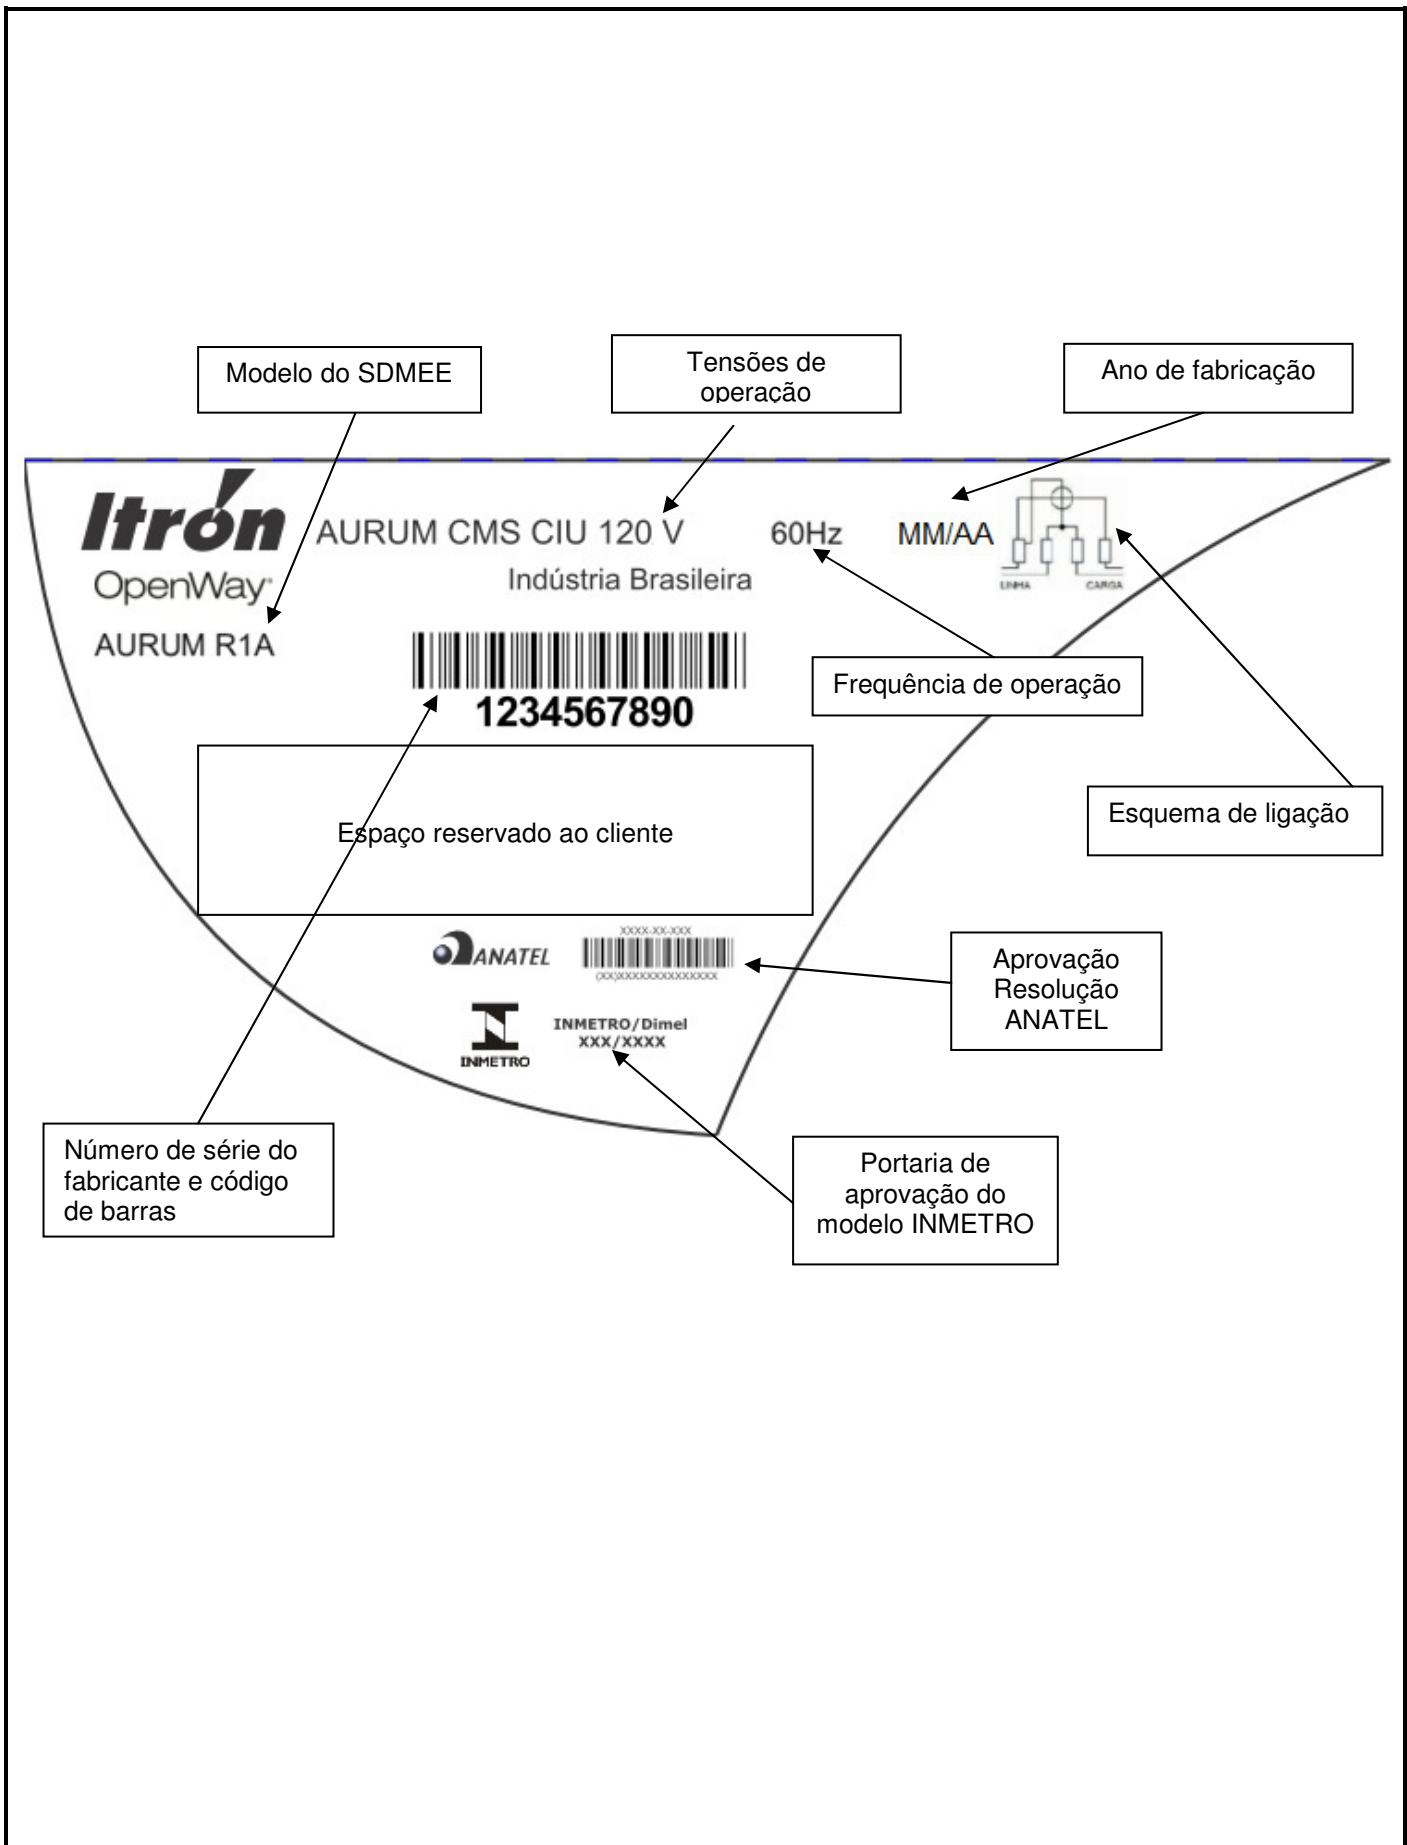 Modelo do SDMEE
Tensões de
operação
Ano de fabricação
Itrón
OpenWay
AURUM CMS CIU 120 V
60Hz
MM/AA
Indústria Brasileira
LINHA
CARGA
AURUM R1A
1234567890
Frequência de operação
Espaço reservado ao cliente
Esquema de ligação
ANATEL
XXXX-XX-XXX
(XX)XXXXXXXXXXXXXX
Aprovação
Resolução
ANATEL
INMETRO
INMETRO/Dimel
XXX/XXXX
Número de série do
fabricante e código
de barras
Portaria de
aprovação do
modelo INMETRO